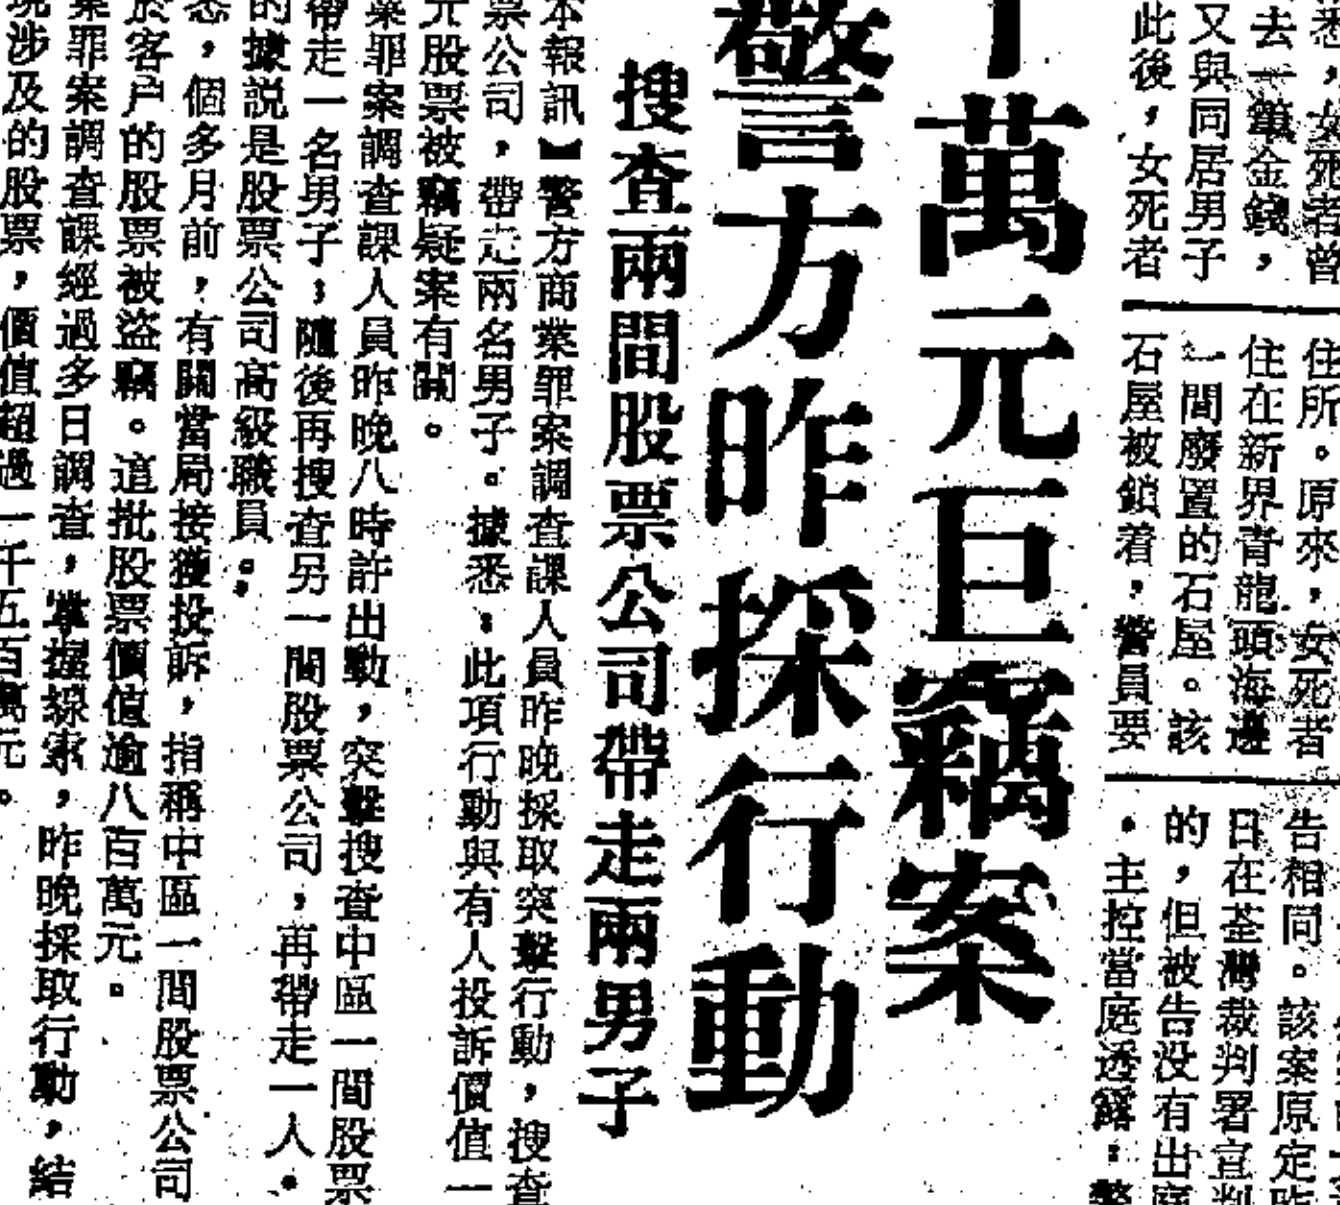 悉，女死者曾
去一筆金錢，
又與同居男子
此後，女死者
住所。原來，女死者
住在新界青龍頭海邊
一間廢置的石屋。該
石屋被鎖着，警員要
告相同。該案原定昨
日在荃灣裁判署宣判
的，但被告没有出庭
。主控當庭透露：警
十萬元巨竊案
警方昨採行動
搜查兩間股票公司帶走兩男子
本報訊】警方商業罪案調查課人員昨晚採取突擊行動，搜查
票公司，帶走兩名男子。據悉：此項行動與有人投訴價值一
元股票被竊疑案有關。
業罪案調查課人員昨晚八時許出動，突擊搜查中區一間股票
帶走一名男子；隨後再搜查另一間股票公司，再帶走一人。
的據説是股票公司高級職員。
悉，個多月前，有關當局接獲投訴，指稱中區一間股票公司
於客戶的股票被盜竊。這批股票價值逾八百萬元。
業罪案調查課經過多日調查，掌握線索，昨晚採取行動，結
現涉及的股票，價值超過一千五百萬元。